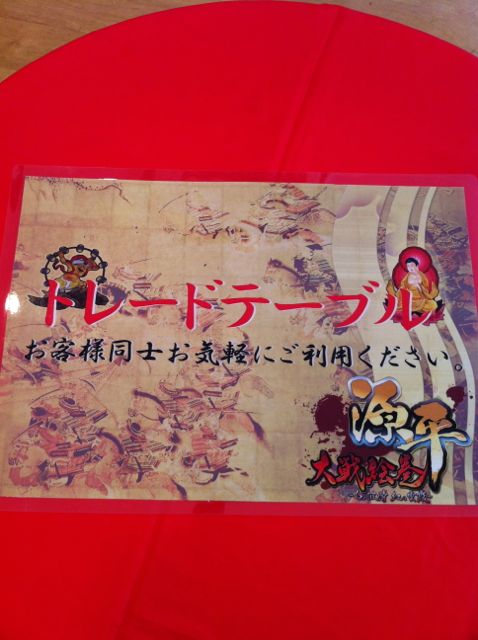 トレードテーブル
お客様同士お気軽にご利用ください。
源平
大戦絵巻